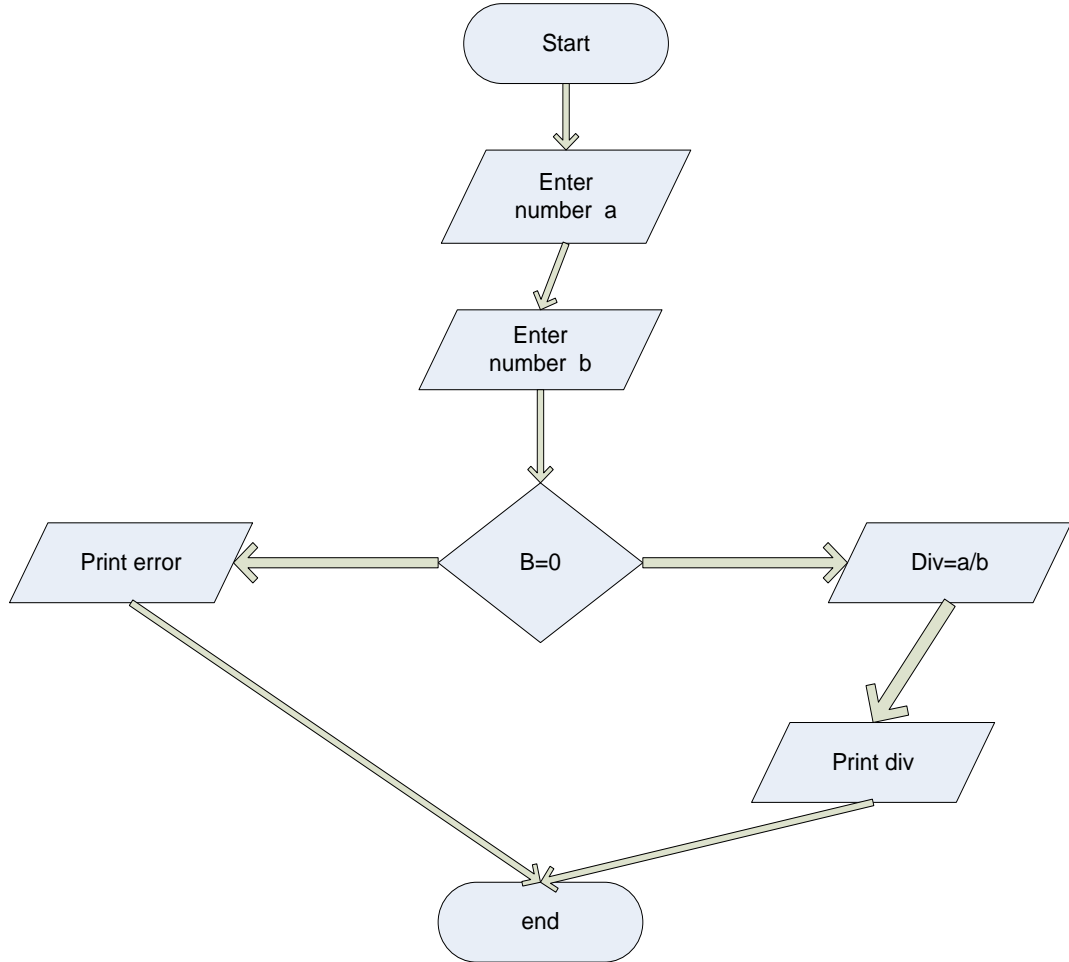 Start
Enter
number a
Enter
number b
Print error
B=0
Div=a/b
Print div
end